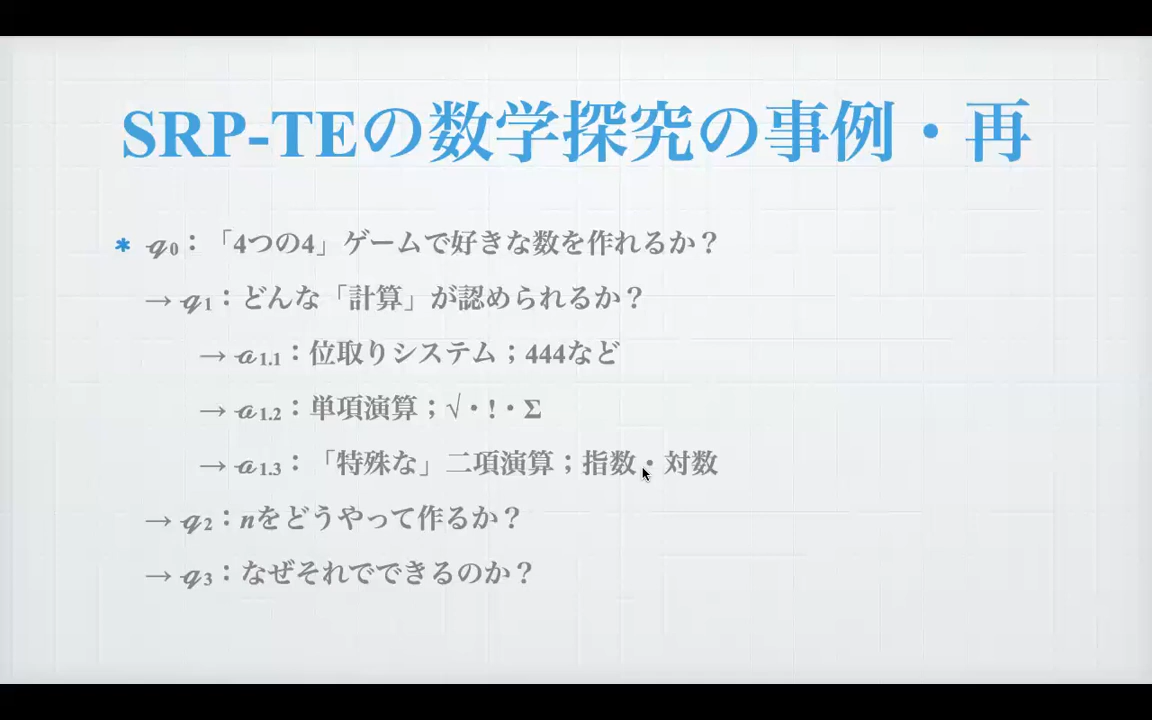 SRP-TEの数学探究の事例・再
* q0：「4つの4」ゲームで好きな数を作れるか？
→ q1：どんな「計算」が認められるか？
→ a1.1：位取りシステム；444など
→ a1.2：単項演算；√・!・Σ
→ a1.3：「特殊な」二項演算；指数・対数
→ q2：nをどうやって作るか？
→ q3：なぜそれでできるのか？